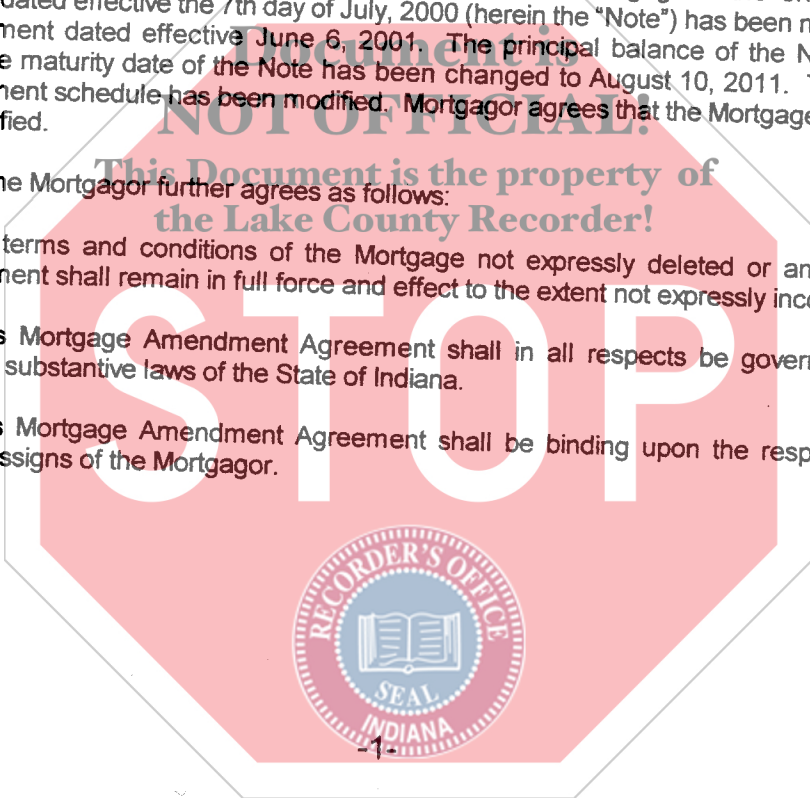 dated effective the 7th day of July, 2000 (herein the "Note") has been
ment dated effective June 6, 2001. The principal balance of the
maturity date of the Note has been changed to August 10, 2011.
ment schedule has been modified. Mortgagor agrees that the Mortgage
fied.
Document is
NOT OFFICIAL!
This Document is the property of
the Lake County Recorder!
he Mortgagor further agrees as follows:
terms and conditions of the Mortgage not expressly deleted or
ment shall remain in full force and effect to the extent not expressly
s Mortgage Amendment Agreement shall in all respects be
substantive laws of the State of Indiana.
s Mortgage Amendment Agreement shall be binding upon the
ssigns of the Mortgagor.
STOP
RECORDER'S OFFICE
SEAL
INDIANA
-1-